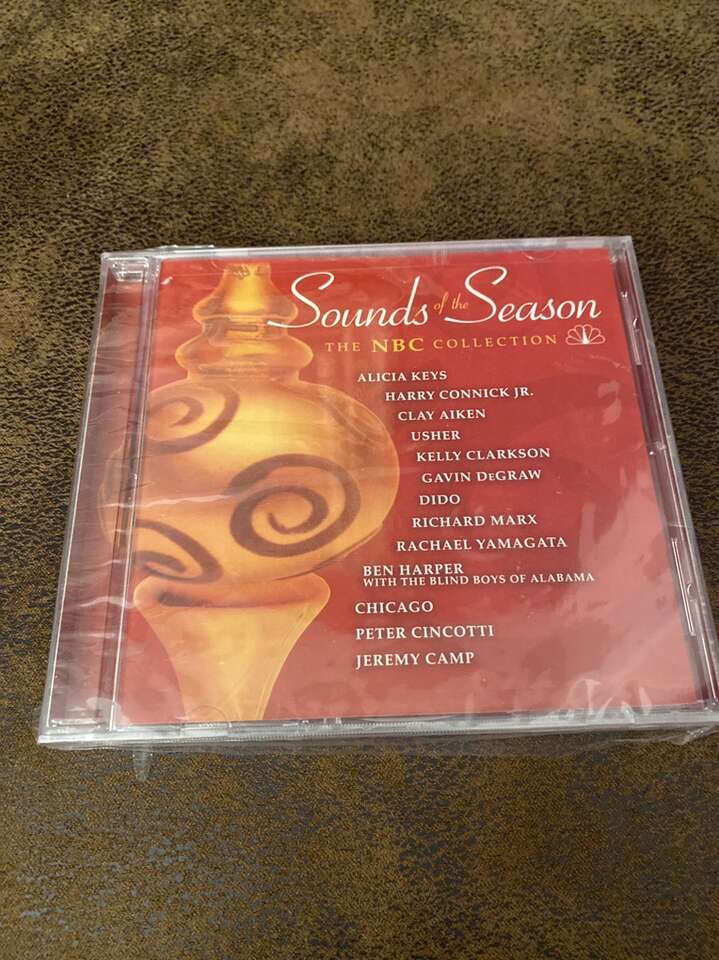 Sounds of the Season
THE NBC COLLECTION
ALICIA KEYS
HARRY CONNICK JR.
CLAY AIKEN
USHER
KELLY CLARKSON
GAVIN DEGRAW
DIDO
RICHARD MARX
RACHAEL YAMAGATA
BEN HARPER
WITH THE BLIND BOYS OF ALABAMA
CHICAGO
PETER CINCOTTI
JEREMY CAMP